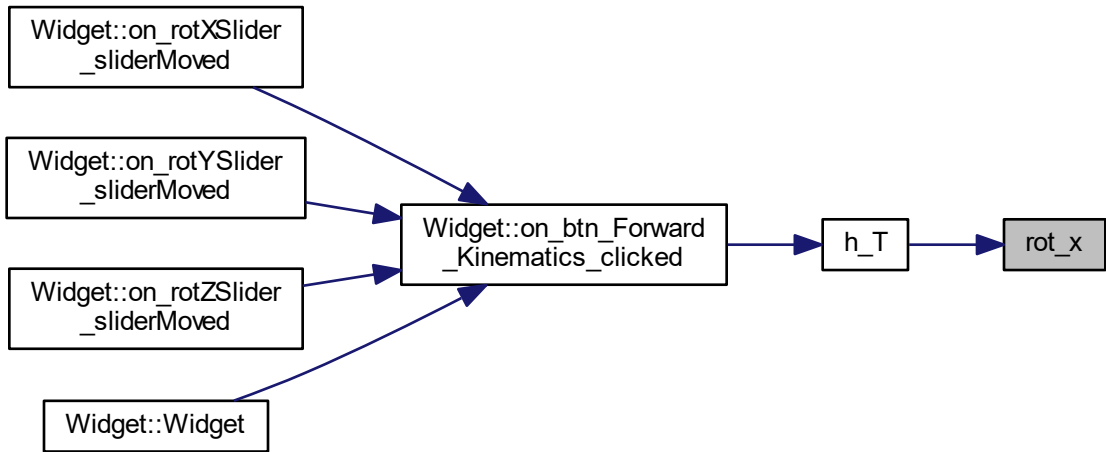 Widget::on_rotXSlider
_sliderMoved
Widget::on_rotYSlider
_sliderMoved
Widget::on_rotZSlider
_sliderMoved
Widget::Widget
Widget::on_btn_Forward
_Kinematics_clicked
h_T
rot_x